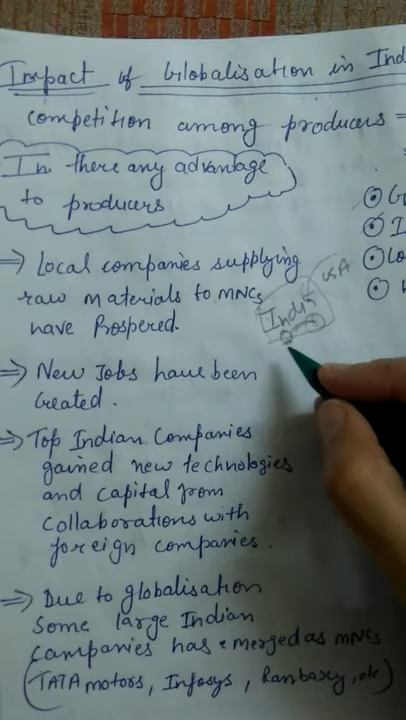 Impact of Globalisation in Ind
competition among producers =
In there any advantage
to producers
=> Local companies supplying
raw materials to MNCs
have Prospered.
India
USA
=> New Jobs have been
Created.
=> Top Indian Companies
gained new technologies
and capital from
collaborations with
foreign companies.
=> Due to globalisation
Some large Indian
Companies has emerged as MNCs
(TATA motors, Infosys, Ranbaxy, etc)